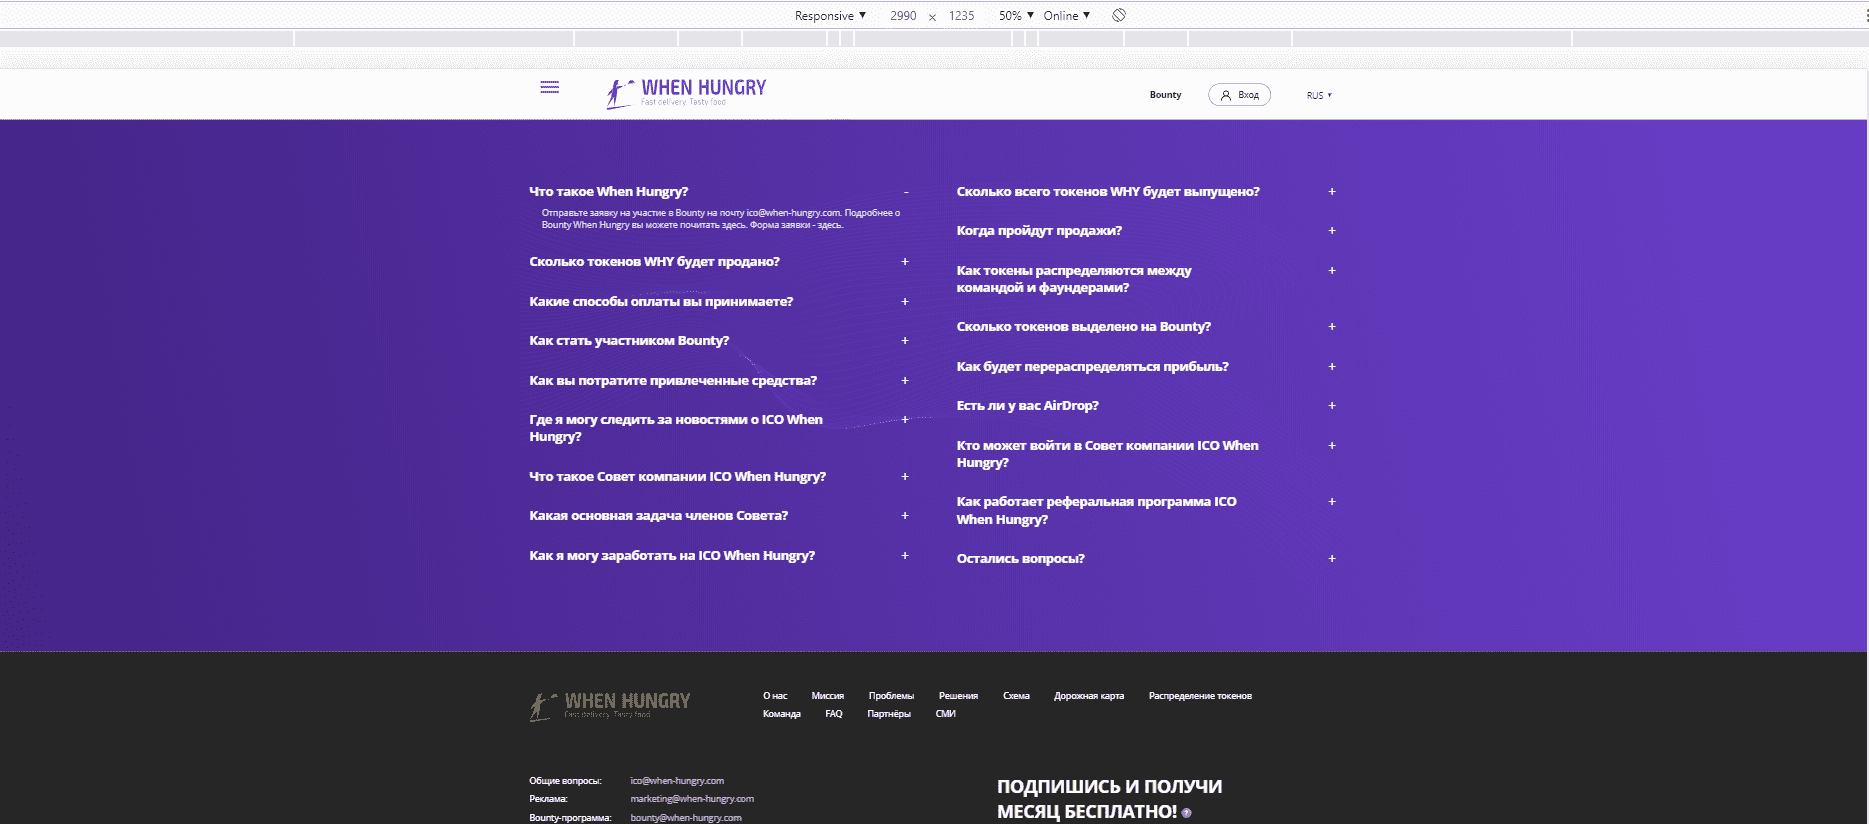 Responsive ▼ 2990 × 1235 50% ▼ Online ▼
WHEN HUNGRY
Fast delivery. Tasty food
Bounty
Вход
RUS ▼
Что такое When Hungry? -
Отправьте заявку на участие в Bounty на почту ico@when-hungry.com. Подробнее о
Bounty When Hungry вы можете почитать здесь. Форма заявки - здесь.
Сколько токенов WHY будет продано? +
Какие способы оплаты вы принимаете? +
Как стать участником Bounty? +
Как вы потратите привлеченные средства? +
Где я могу следить за новостями о ICO When +
Hungry?
Что такое Совет компании ICO When Hungry? +
Какая основная задача членов Совета? +
Как я могу заработать на ICO When Hungry? +
Сколько всего токенов WHY будет выпущено? +
Когда пройдут продажи? +
Как токены распределяются между +
командой и фаундерами?
Сколько токенов выделено на Bounty? +
Как будет перераспределяться прибыль? +
Есть ли у вас AirDrop? +
Кто может войти в Совет компании ICO When +
Hungry?
Как работает реферальная программа ICO +
When Hungry?
Остались вопросы? +
WHEN HUNGRY
Fast delivery. Tasty food
О нас Миссия Проблемы Решения Схема Дорожная карта Распределение токенов
Команда FAQ Партнёры СМИ
Общие вопросы: ico@when-hungry.com
Реклама: marketing@when-hungry.com
Bounty-программа: bounty@when-hungry.com
ПОДПИШИСЬ И ПОЛУЧИ
МЕСЯЦ БЕСПЛАТНО! ?